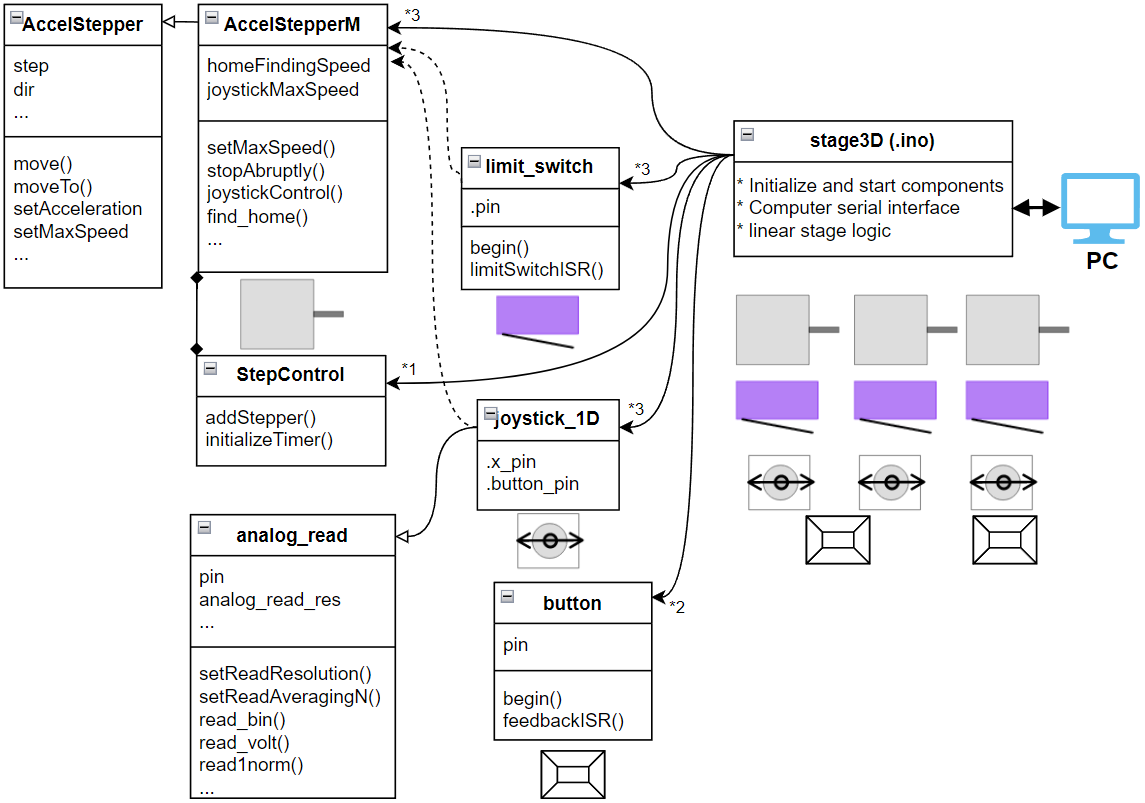 AccelStepper
step
dir
...
move()
moveTo()
setAcceleration
setMaxSpeed
...
AccelStepperM
homeFindingSpeed
joystickMaxSpeed
setMaxSpeed()
stopAbruptly()
joystickControl()
find_home()
...
*3
limit_switch
.pin
begin()
limitSwitchISR()
*3
stage3D (.ino)
* Initialize and start components
* Computer serial interface
* linear stage logic
PC
StepControl
addStepper()
initializeTimer()
*1
joystick_1D
.x_pin
.button_pin
*3
analog_read
pin
analog_read_res
...
setReadResolution()
setReadAveragingN()
read_bin()
read_volt()
read1norm()
...
button
pin
begin()
feedbackISR()
*2